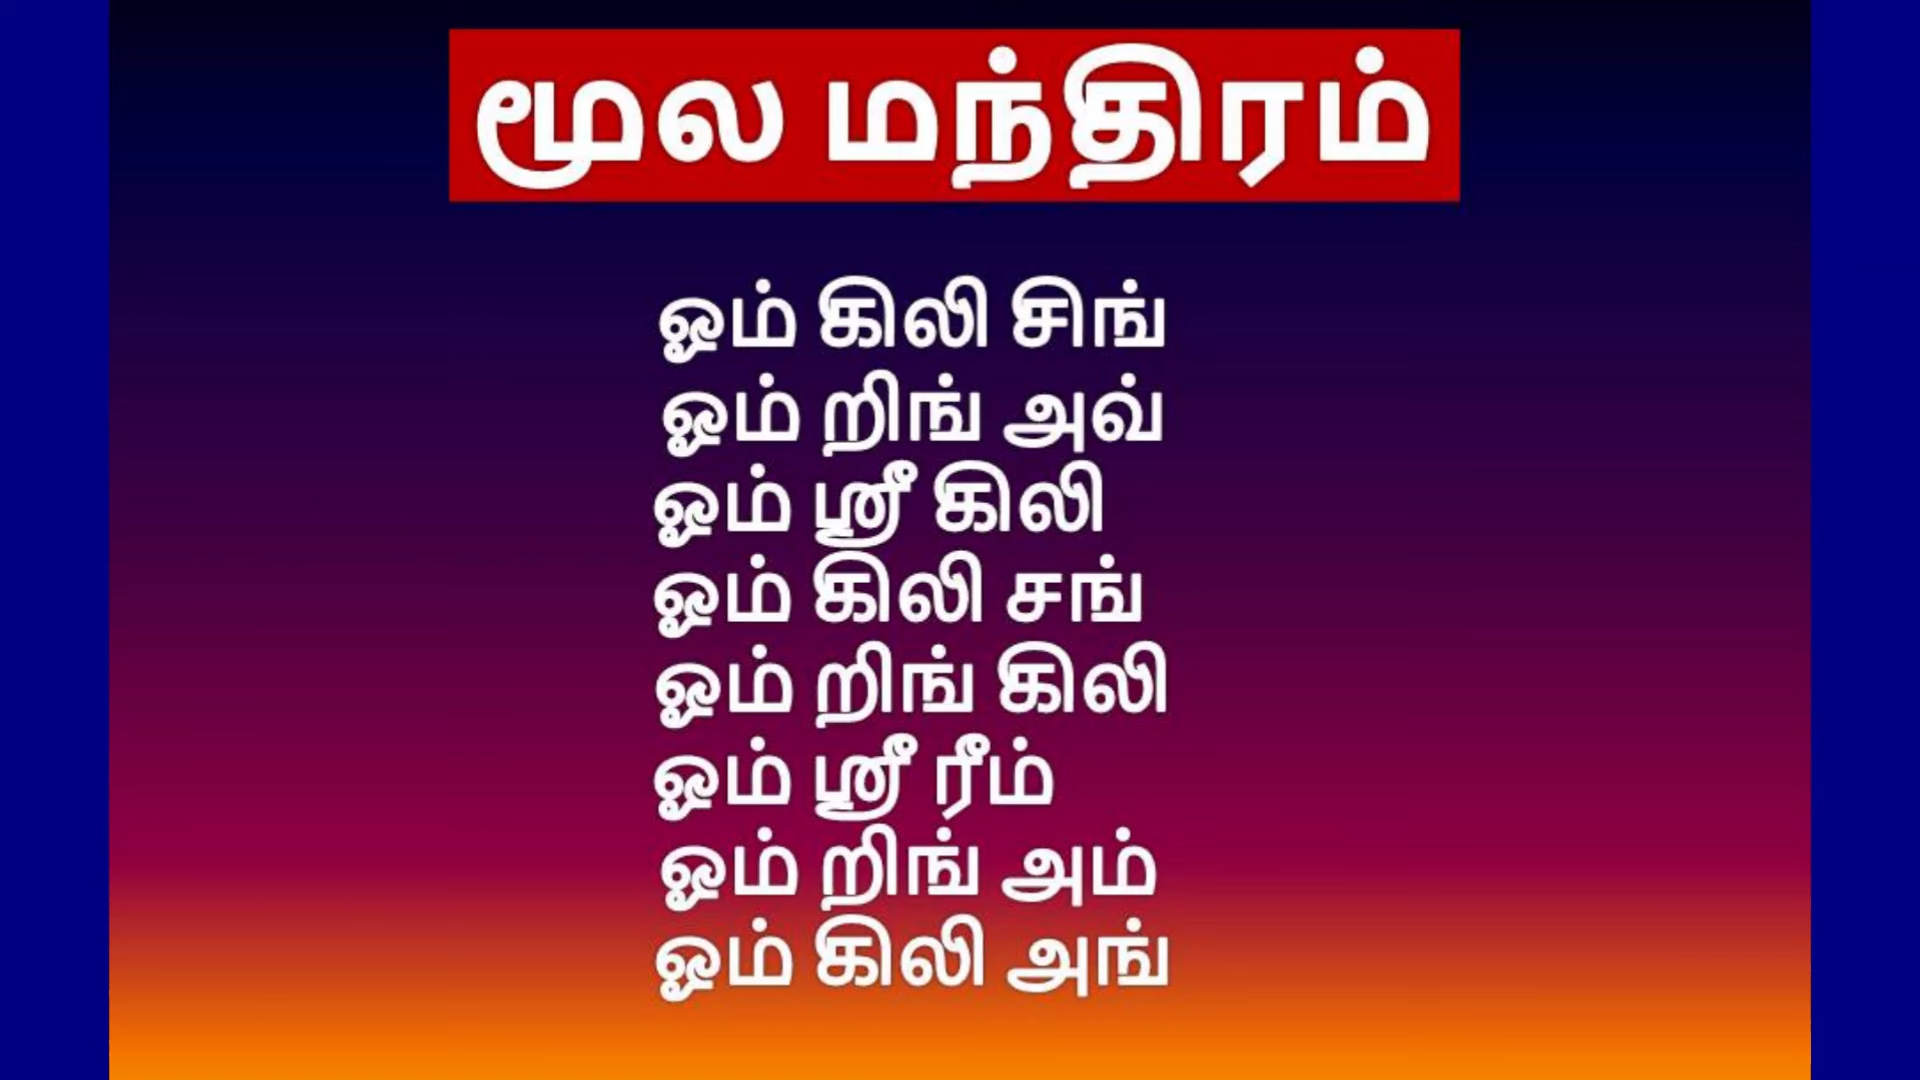 மூல மந்திரம்
ஓம் கிலி சிங்
ஓம் றிங் அவ்
ஓம் ஸ்ரீ கிலி
ஓம் கிலி சங்
ஓம் றிங் கிலி
ஓம் ஸ்ரீ ரீம்
ஓம் றிங் அம்
ஓம் கிலி அங்